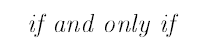 if and only if